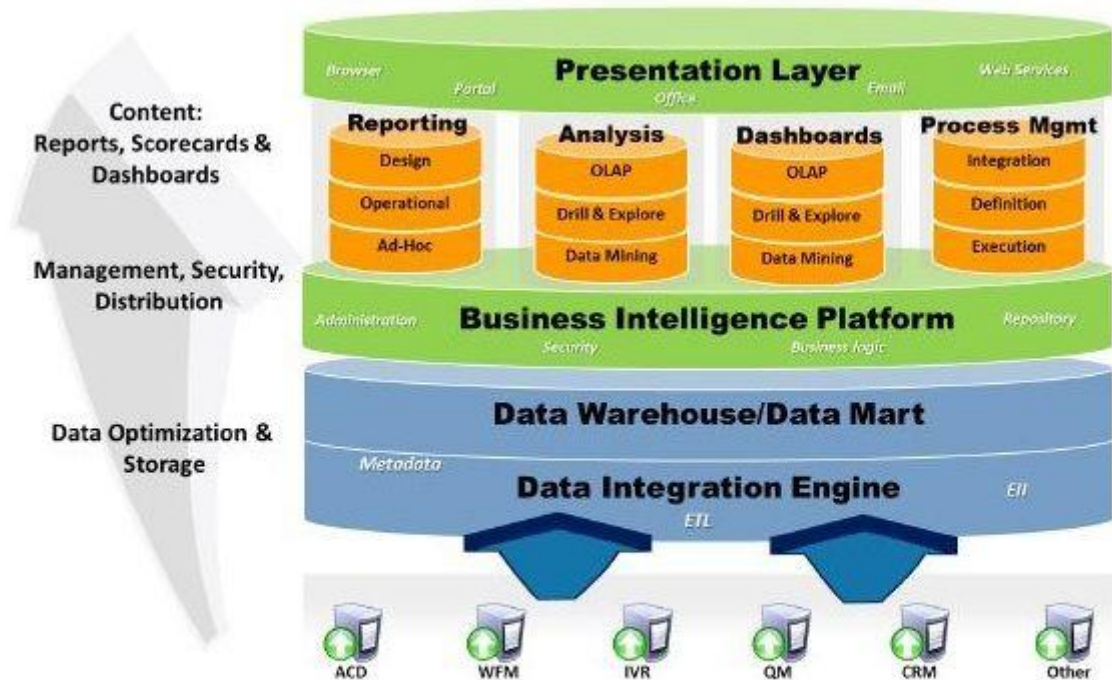 Presentation Layer
Browser
Portal
Office
Email
Web Services
Content:
Reports, Scorecards &
Dashboards
Reporting
Design
Operational
Ad-Hoc
Analysis
OLAP
Drill & Explore
Data Mining
Dashboards
OLAP
Drill & Explore
Data Mining
Process Mgmt
Integration
Definition
Execution
Management, Security,
Distribution
Business Intelligence Platform
Administration
Security
Business logic
Repository
Data Optimization &
Storage
Data Warehouse/Data Mart
Metadata
Data Integration Engine
EII
ETL
ACD
WFM
IVR
QM
CRM
Other